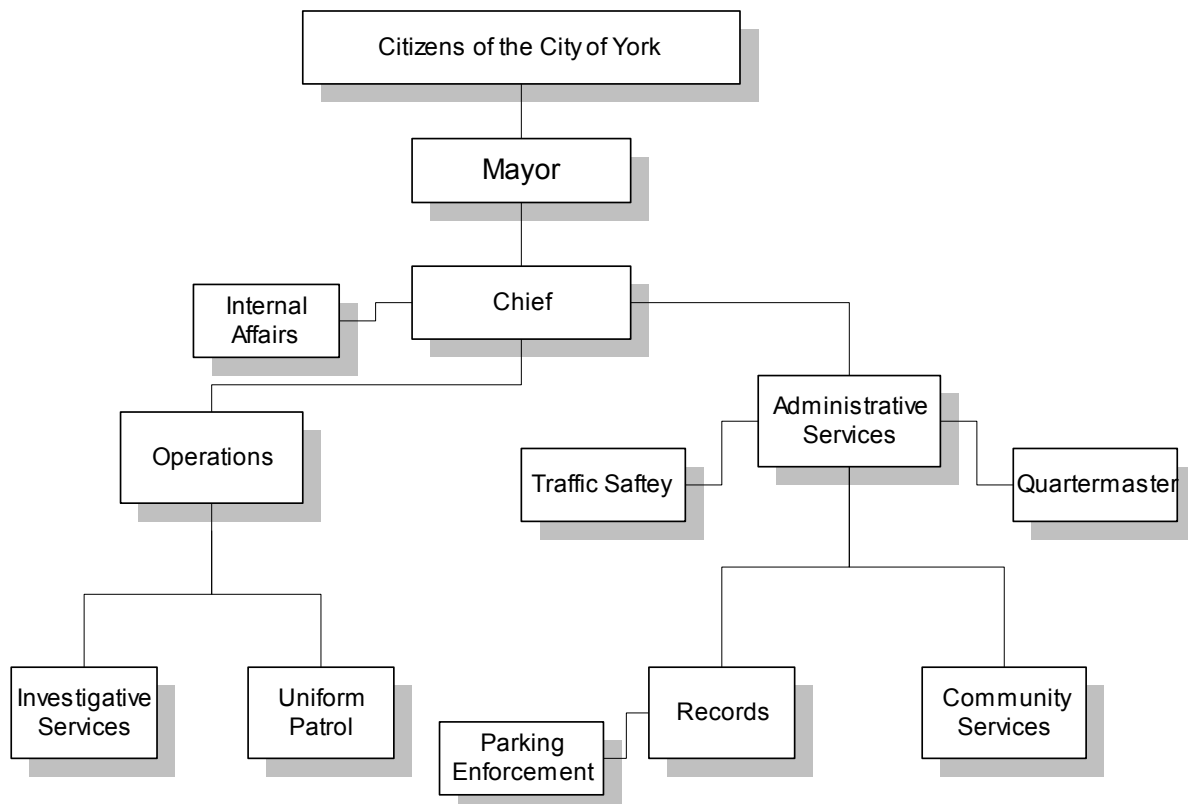 Citizens of the City of York
Mayor
Chief
Internal
Affairs
Administrative
Services
Operations
Traffic Saftey
Quartermaster
Investigative
Services
Uniform
Patrol
Records
Community
Services
Parking
Enforcement